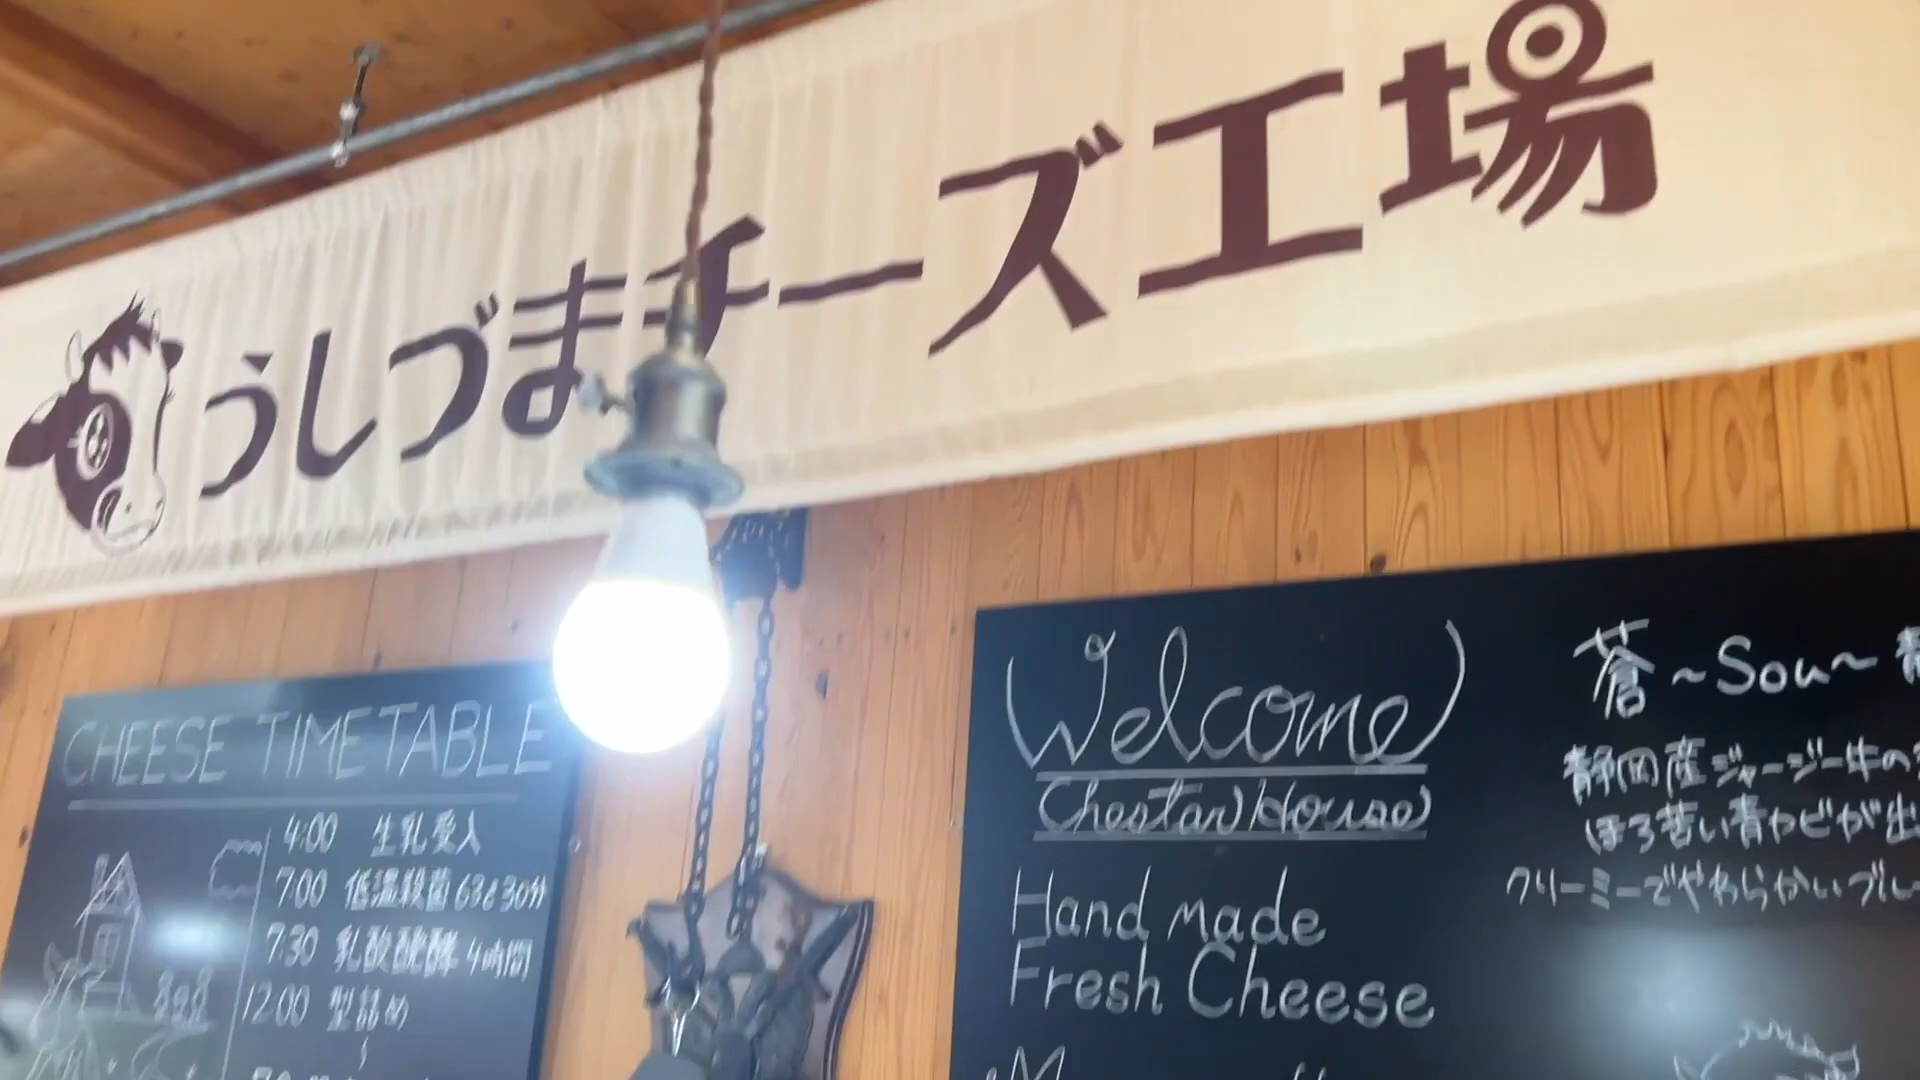 うしづまチーズ工場
CHEESE TIMETABLE
4:00 生乳受入
7:00 低温殺菌 63℃30分
7:30 乳酸醗酵 4時間
12:00 型詰め
Welcome
Chestar House
Hand made
Fresh Cheese
蒼 ~Sou~
静岡産ジャージー牛の
ほろ苦い青カビが出
クリーミーでやわらかいブル